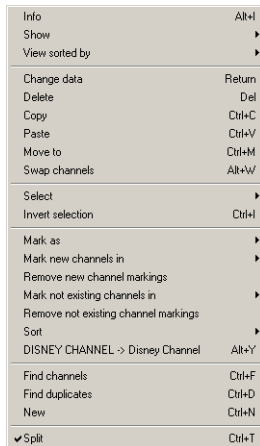 Info Alt+I
Show
View sorted by
Change data Return
Delete Del
Copy Ctrl+C
Paste Ctrl+V
Move to Ctrl+M
Swap channels Alt+W
Select
Invert selection Ctrl+I
Mark as
Mark new channels in
Remove new channel markings
Mark not existing channels in
Remove not existing channel markings
Sort
DISNEY CHANNEL -> Disney Channel Alt+Y
Find channels Ctrl+F
Find duplicates Ctrl+D
New Ctrl+N
✔Split Ctrl+T